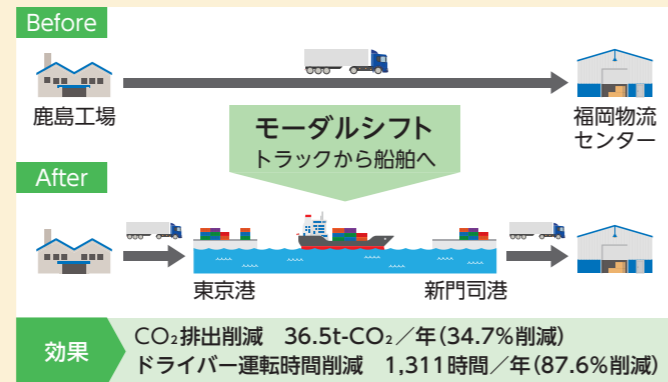 Before
鹿島工場
福岡物流
センター
モーダルシフト
トラックから船舶へ
After
東京港
新門司港
効果
CO₂排出削減 36.5t-CO₂／年(34.7%削減)
ドライバー運転時間削減 1,311時間／年(87.6%削減)